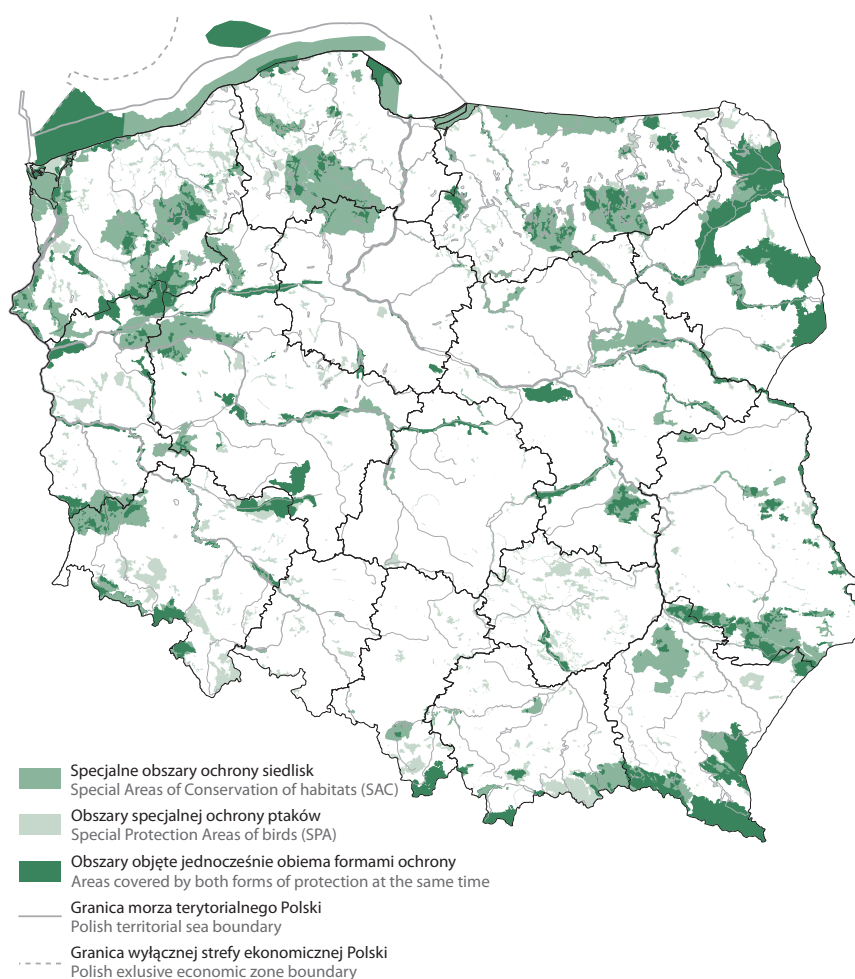 Specjalne obszary ochrony siedlisk
Special Areas of Conservation of habitats (SAC)
Obszary specjalnej ochrony ptaków
Special Protection Areas of birds (SPA)
Obszary objęte jednocześnie obiema formami ochrony
Areas covered by both forms of protection at the same time
Granica morza terytorialnego Polski
Polish territorial sea boundary
Granica wyłącznej strefy ekonomicznej Polski
Polish exlusive economic zone boundary